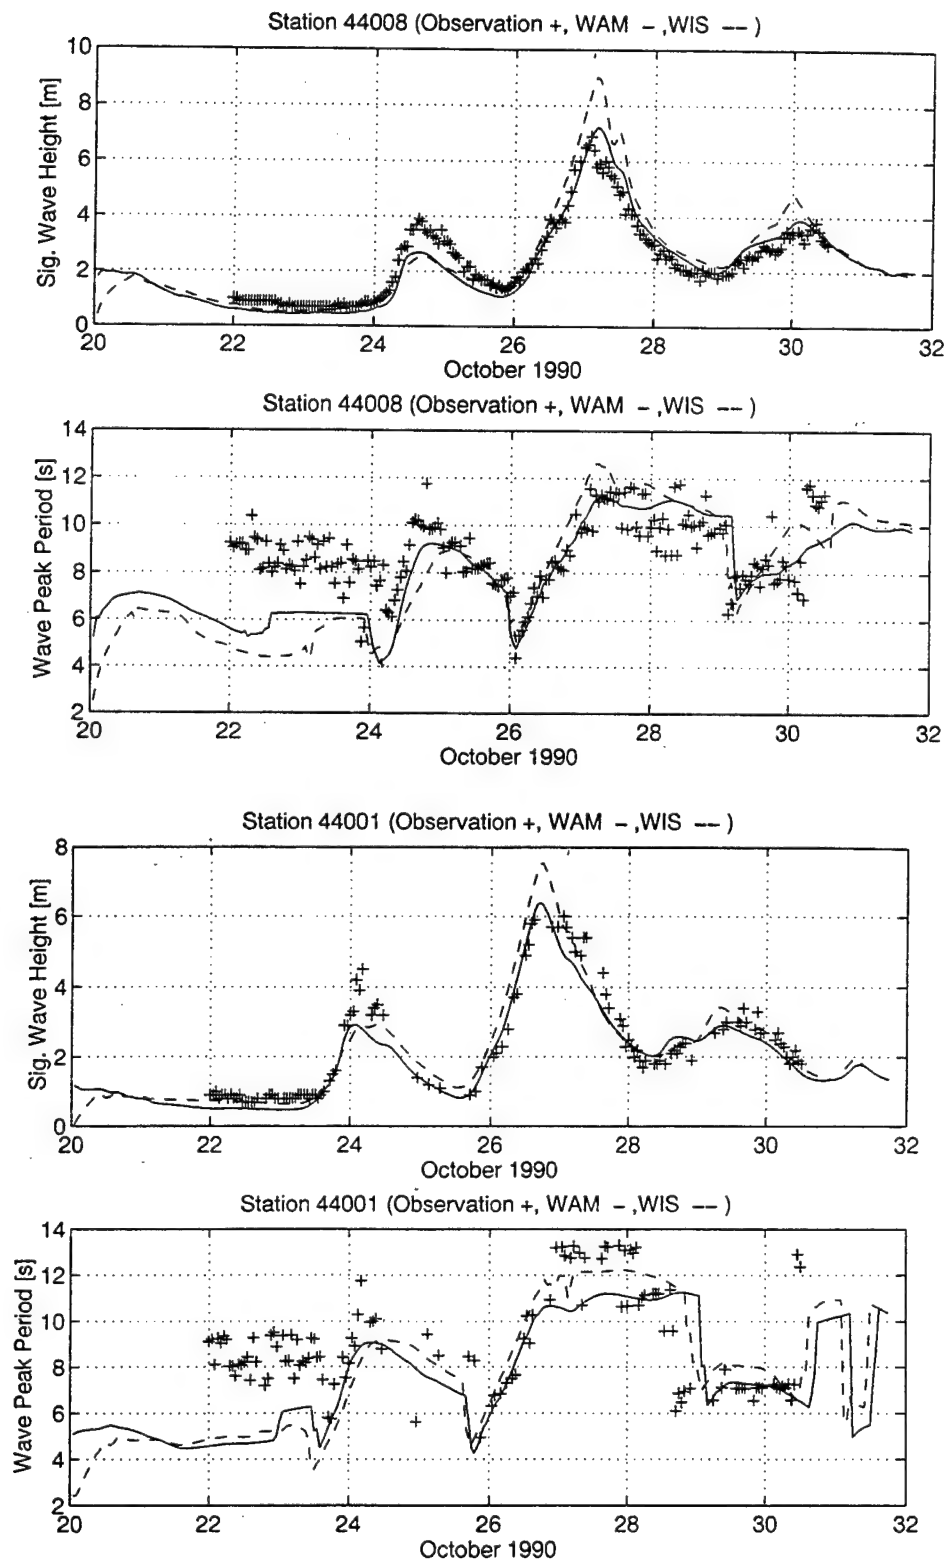 Station 44008 (Observation +, WAM − ,WIS −− )
Sig. Wave Height [m]
10
8
6
4
2
0
20 22 24 26 28 30 32
October 1990
Station 44008 (Observation +, WAM − ,WIS −− )
Wave Peak Period [s]
14
12
10
8
6
4
2
20 22 24 26 28 30 32
October 1990
Station 44001 (Observation +, WAM − ,WIS −− )
Sig. Wave Height [m]
8
6
4
2
0
20 22 24 26 28 30 32
October 1990
Station 44001 (Observation +, WAM − ,WIS −− )
Wave Peak Period [s]
14
12
10
8
6
4
2
20 22 24 26 28 30 32
October 1990